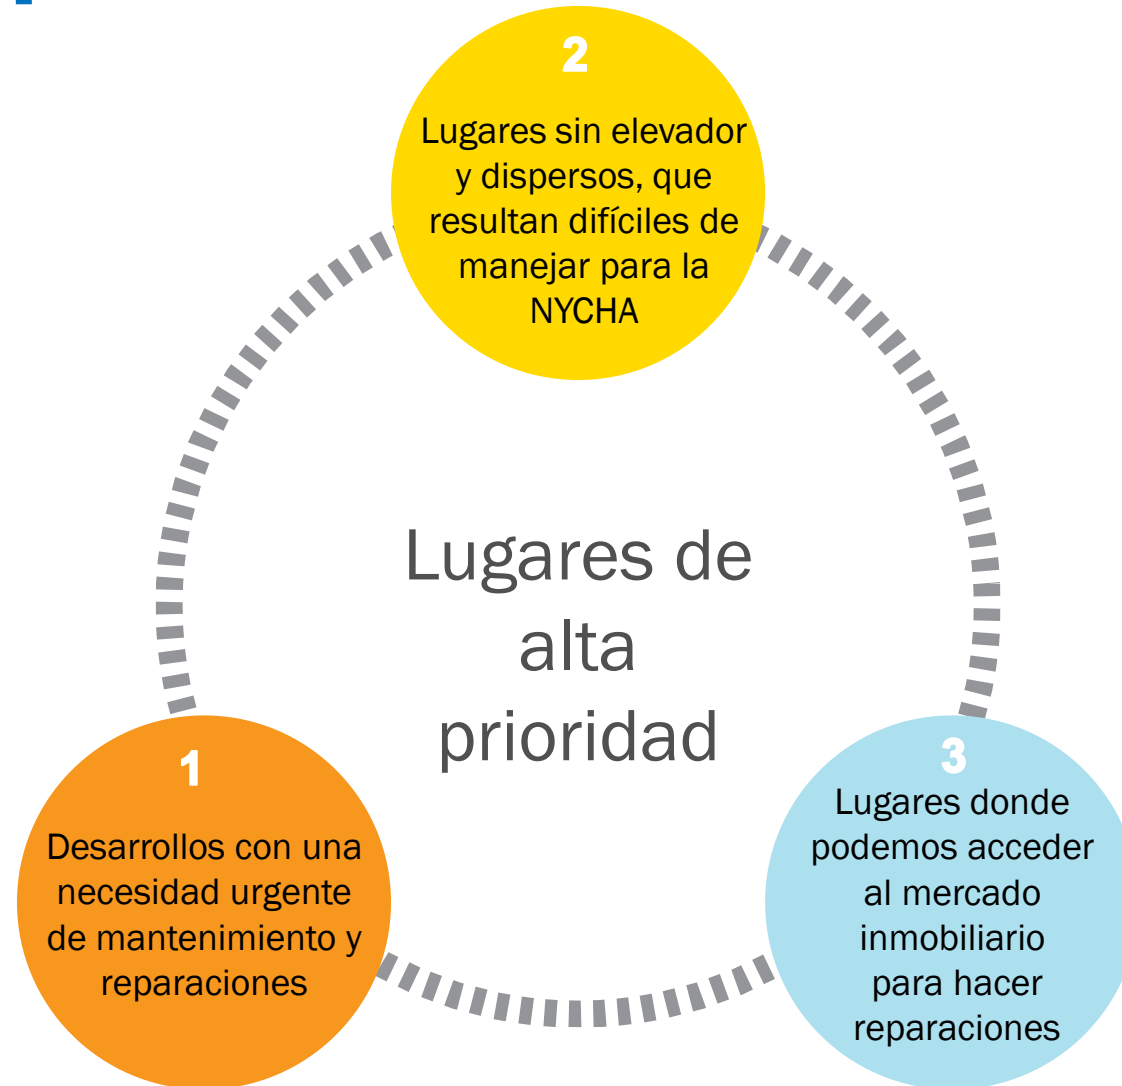 2
Lugares sin elevador
y dispersos, que
resultan difíciles de
manejar para la
NYCHA
Lugares de
alta
prioridad
1
Desarrollos con una
necesidad urgente
de mantenimiento y
reparaciones
3
Lugares donde
podemos acceder
al mercado
inmobiliario
para hacer
reparaciones